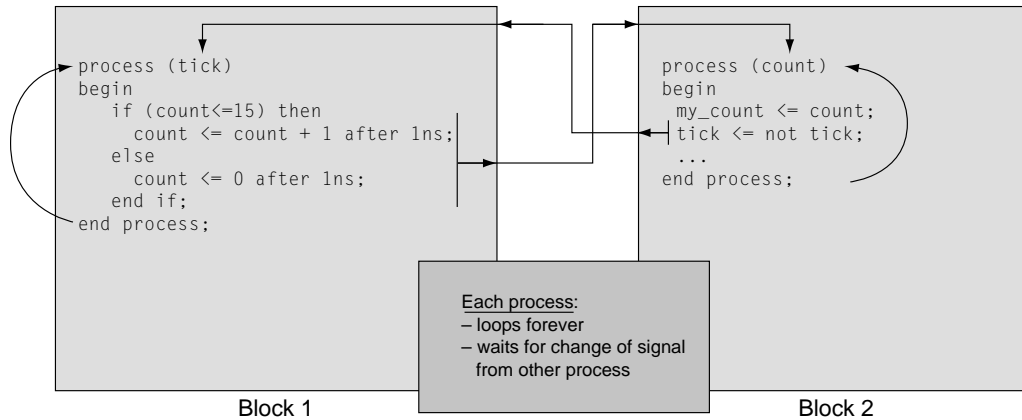 process (tick)
begin
if (count<=15) then
count <= count + 1 after 1ns;
else
count <= 0 after 1ns;
end if;
end process;
process (count)
begin
my_count <= count;
tick <= not tick;
...
end process;
Each process:
– loops forever
– waits for change of signal
from other process
Block 1
Block 2